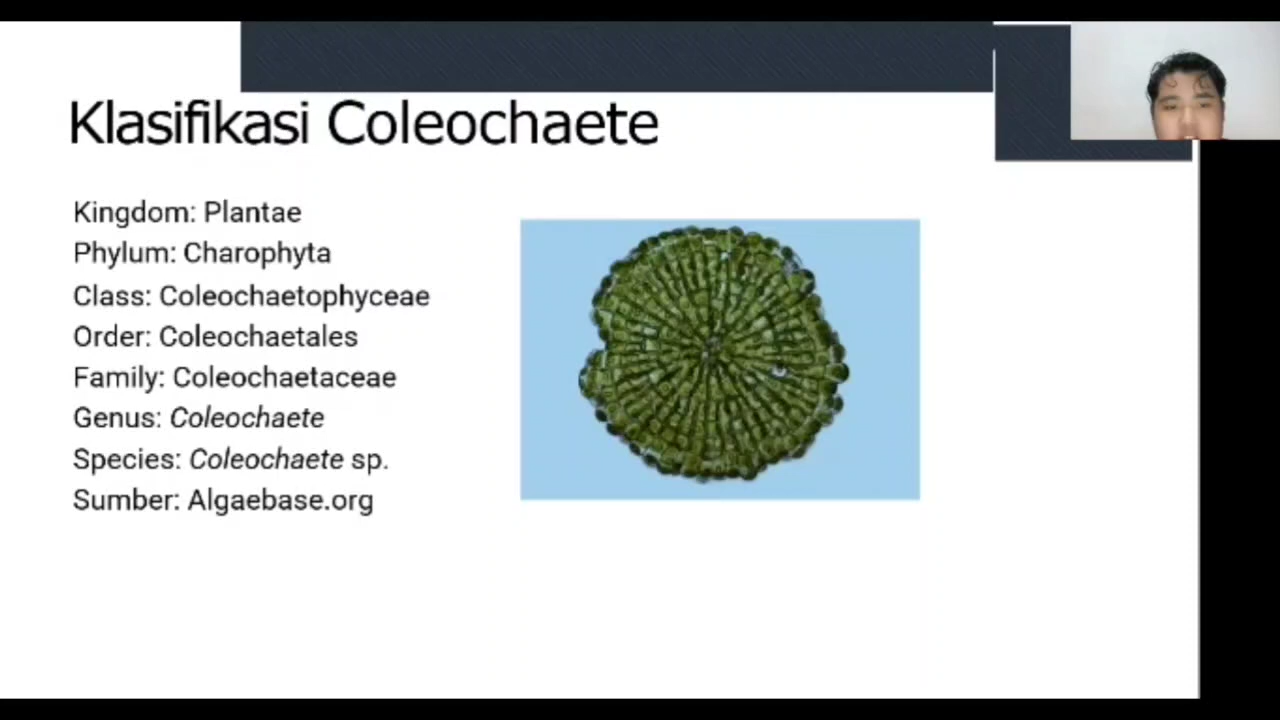 Klasifikasi Coleochaete
Kingdom: Plantae
Phylum: Charophyta
Class: Coleochaetophyceae
Order: Coleochaetales
Family: Coleochaetaceae
Genus: Coleochaete
Species: Coleochaete sp.
Sumber: Algaebase.org